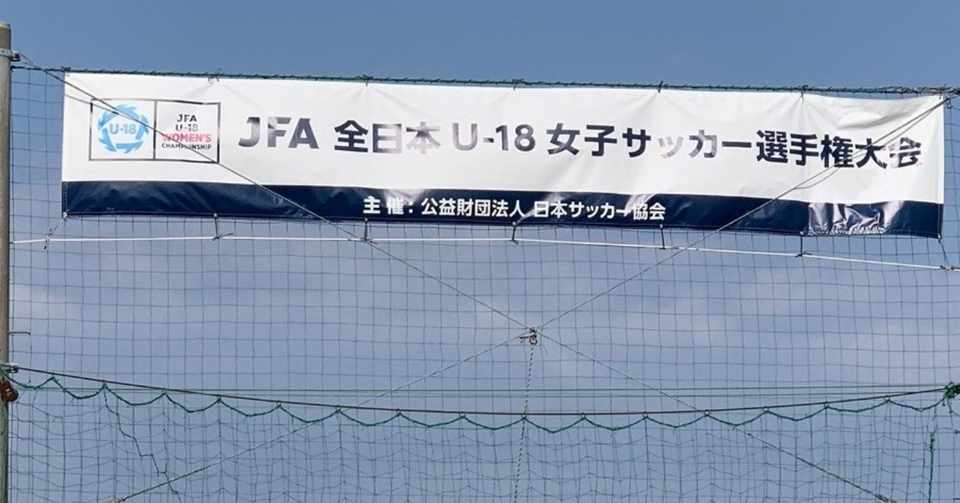 U-18
JFA
U-18
WOMEN'S
CHAMPIONSHIP
JFA 全日本 U-18 女子サッカー選手権大会
主催：公益財団法人 日本サッカー協会